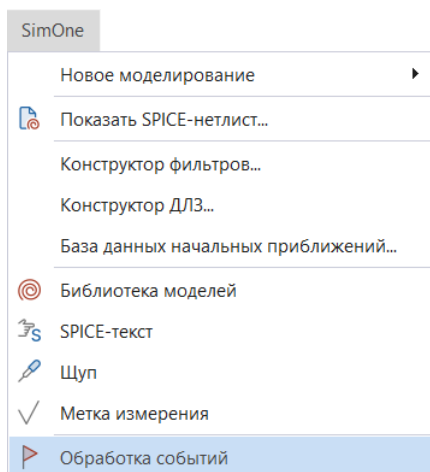 SimOne
Новое моделирование
Показать SPICE-нетлист...
Конструктор фильтров...
Конструктор ДЛЗ...
База данных начальных приближений...
Библиотека моделей
SPICE-текст
Щуп
Метка измерения
Обработка событий